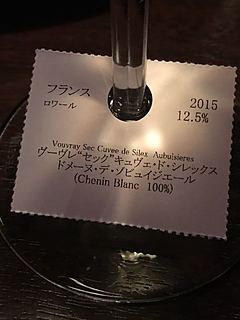 フランス
ロワール
2015
12.5%
Vouvray Sec Cuvee de Silex Aubuisieres
ヴーヴレ“セック”キュヴェ・ド・シレックス
ドメーヌ・デ・ゾビュイジエール
(Chenin Blanc 100%)